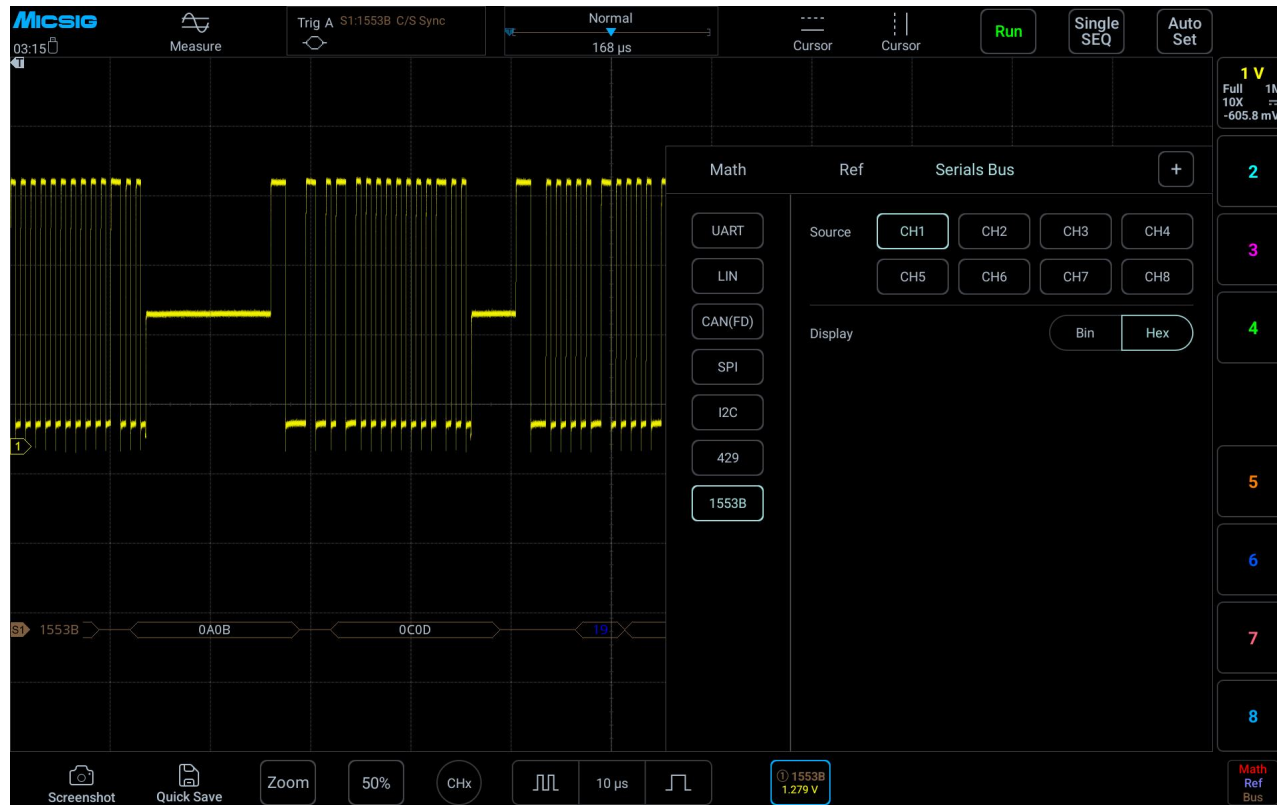 Micsig
03:15
Measure
Trig A S1:1553B C/S Sync
Normal
168 µs
Cursor
Cursor
Run
Single
SEQ
Auto
Set
T
1 V
Full 1M
10X
-605.8 mV
Math
Ref
Serials Bus
+
2
UART
Source
CH1
CH2
CH3
CH4
3
LIN
CH5
CH6
CH7
CH8
CAN(FD)
Display
Bin
Hex
4
SPI
I2C
429
1553B
1
5
6
S1 1553B
0A0B
0C0D
19
7
8
Screenshot
Quick Save
Zoom
50%
CHx
10 µs
1 1553B
1.279 V
Math
Ref
Bus